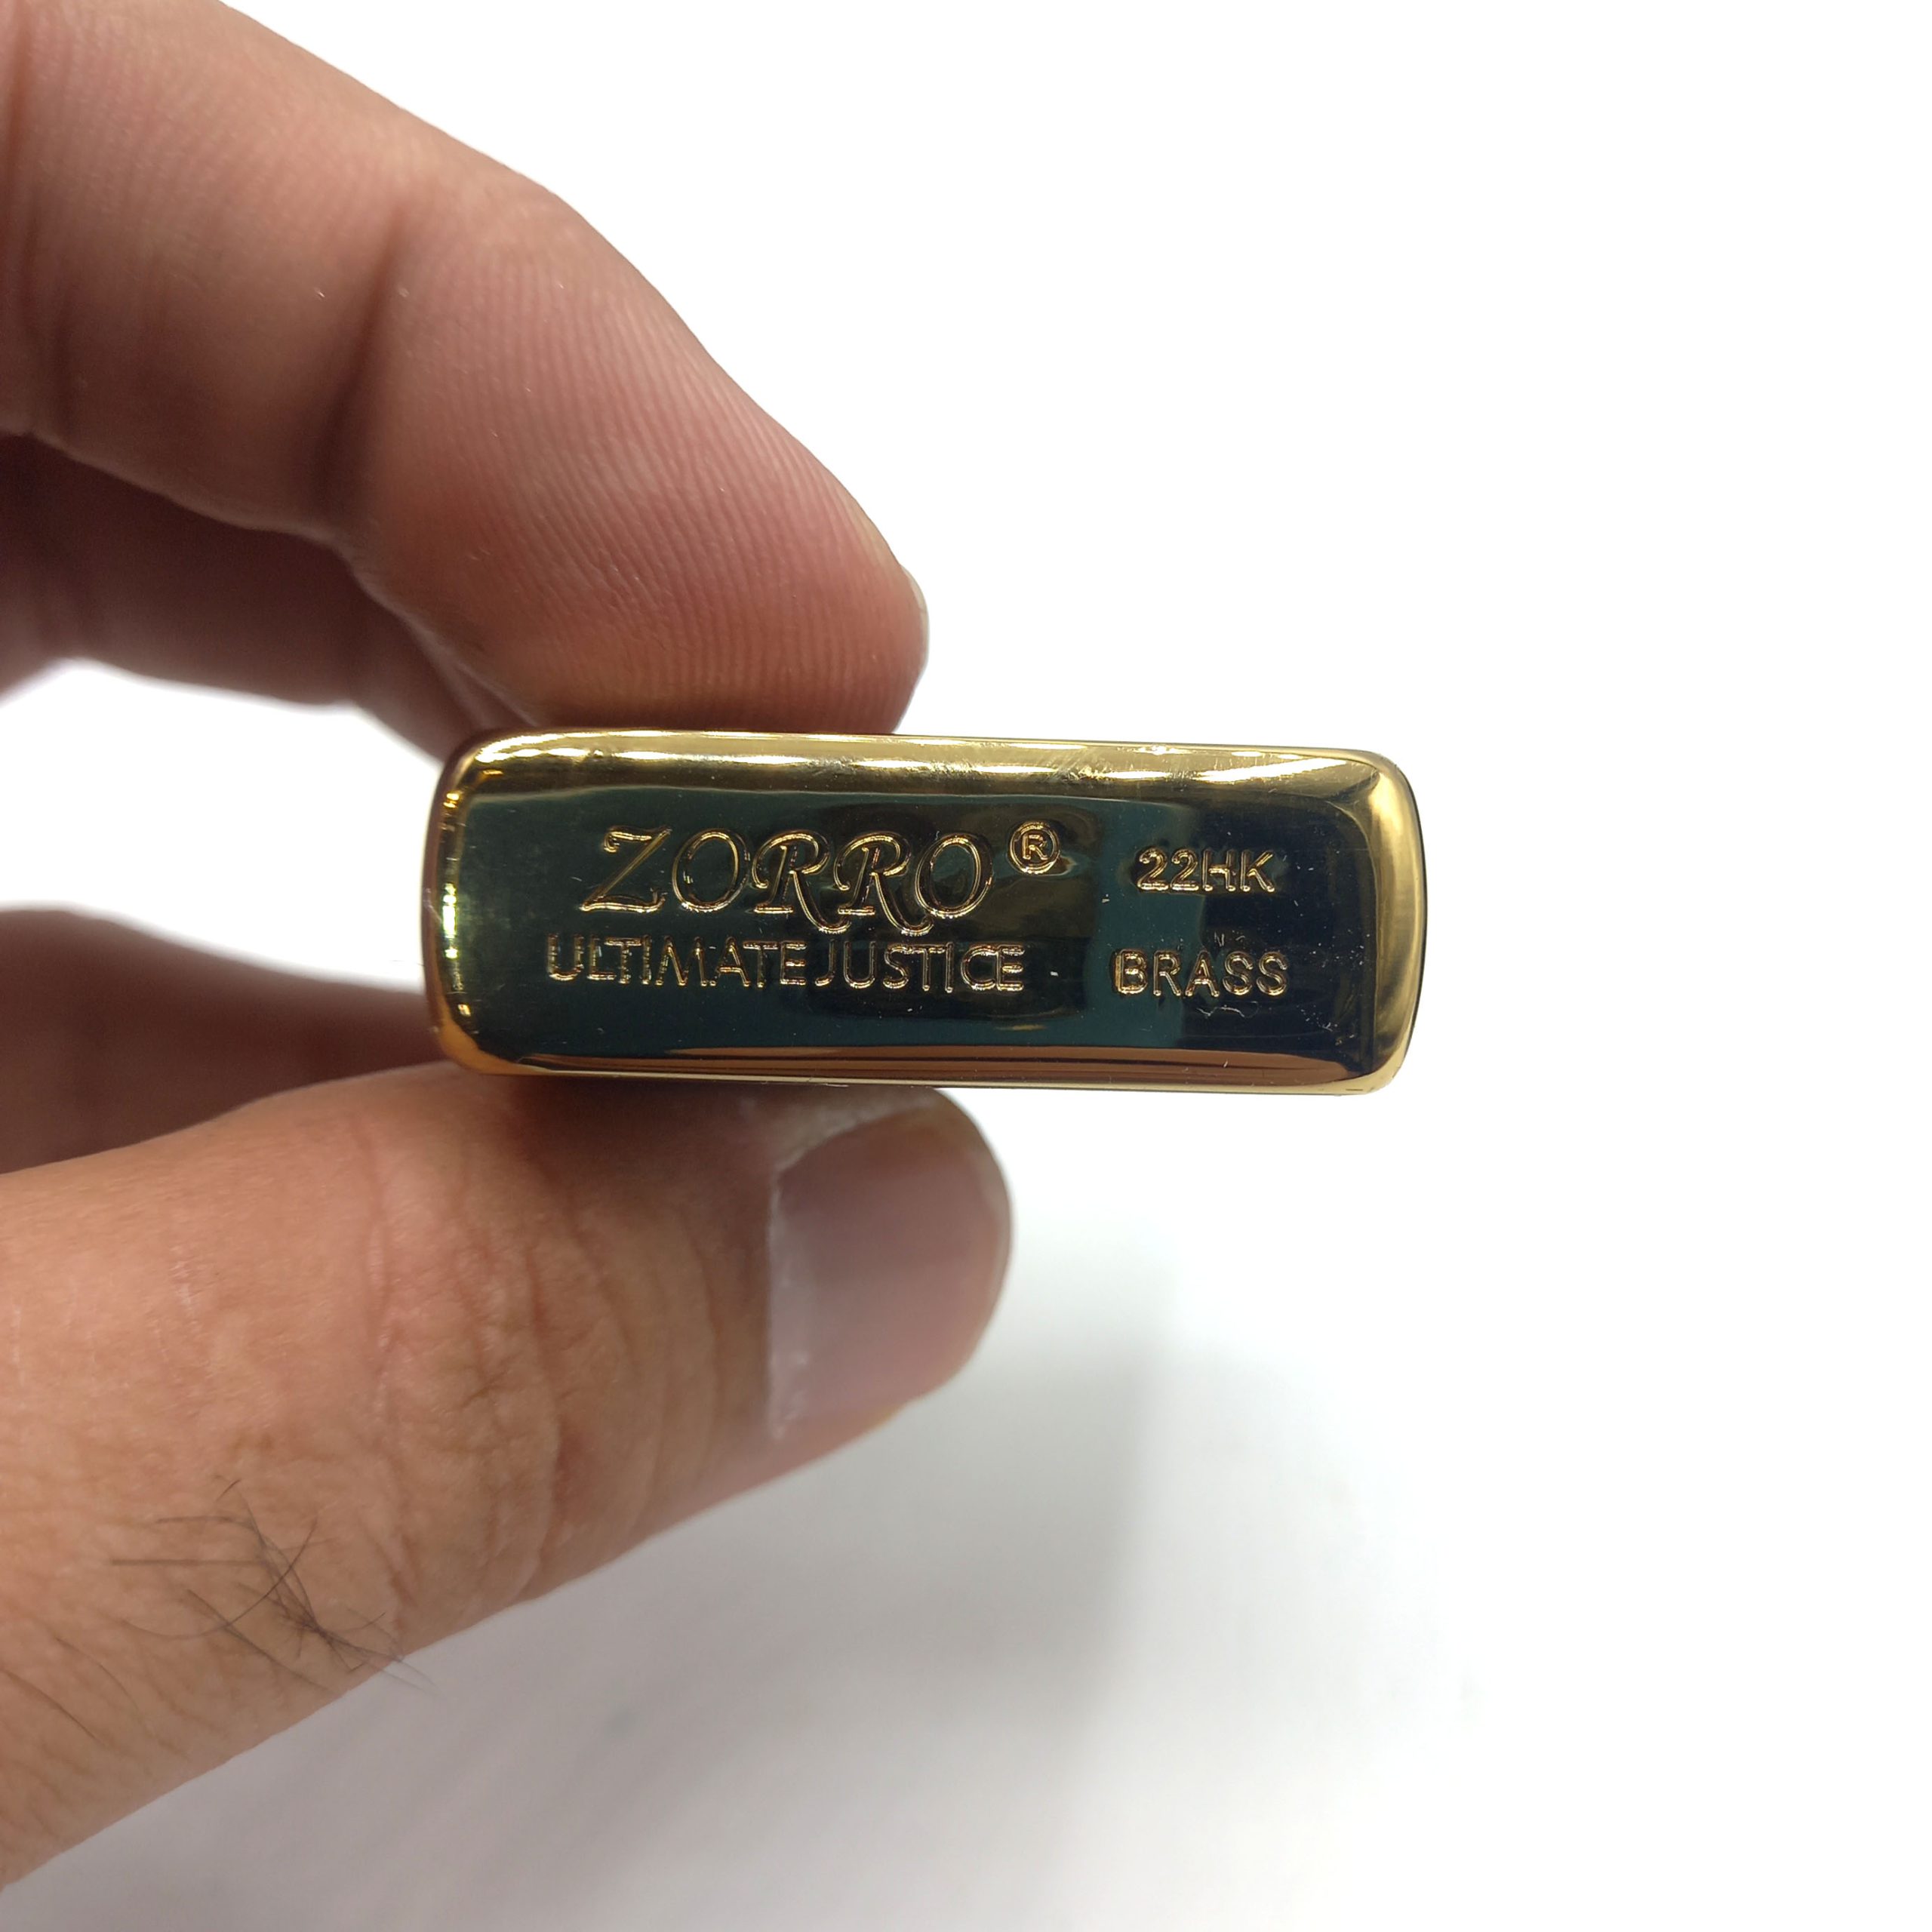 ZORRO® 22HK
ULTIMATE JUSTICE BRASS